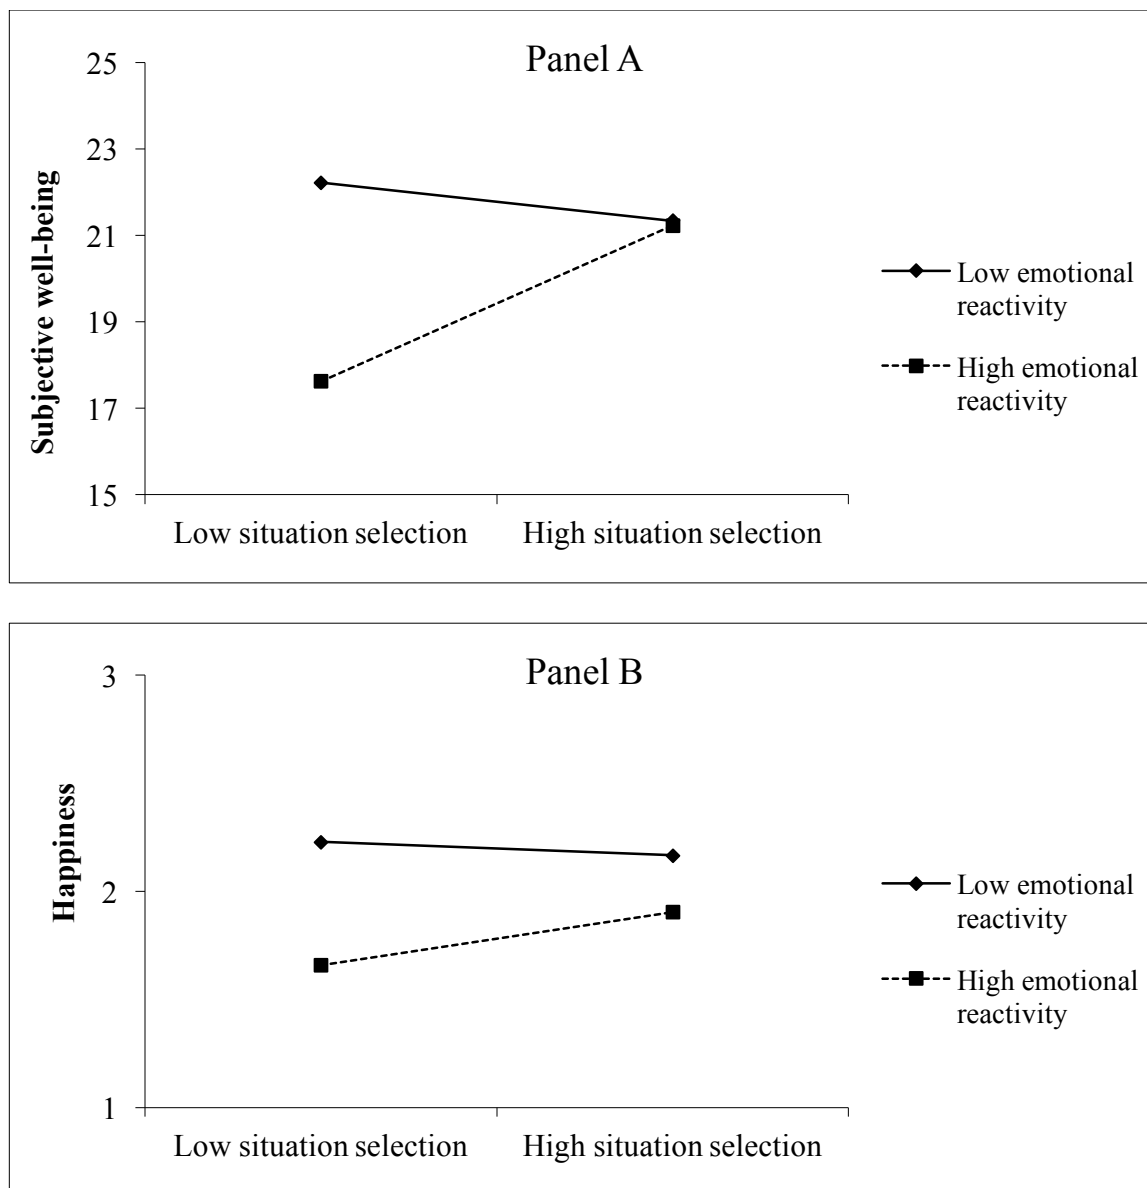 Panel A
25
23
21
19
17
15
Subjective well-being
Low situation selection
High situation selection
Low emotional
reactivity
High emotional
reactivity
Panel B
3
2
1
Happiness
Low situation selection
High situation selection
Low emotional
reactivity
High emotional
reactivity